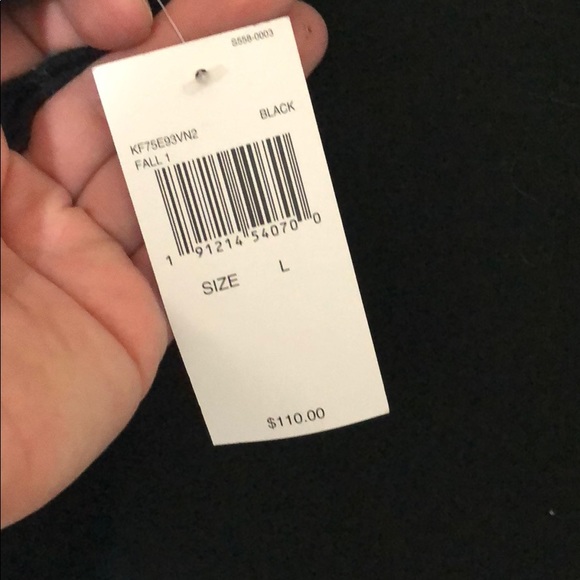 S558-0003
BLACK
KF75E93VN2
FALL 1
1 91214 54070 0
SIZE L
$110.00